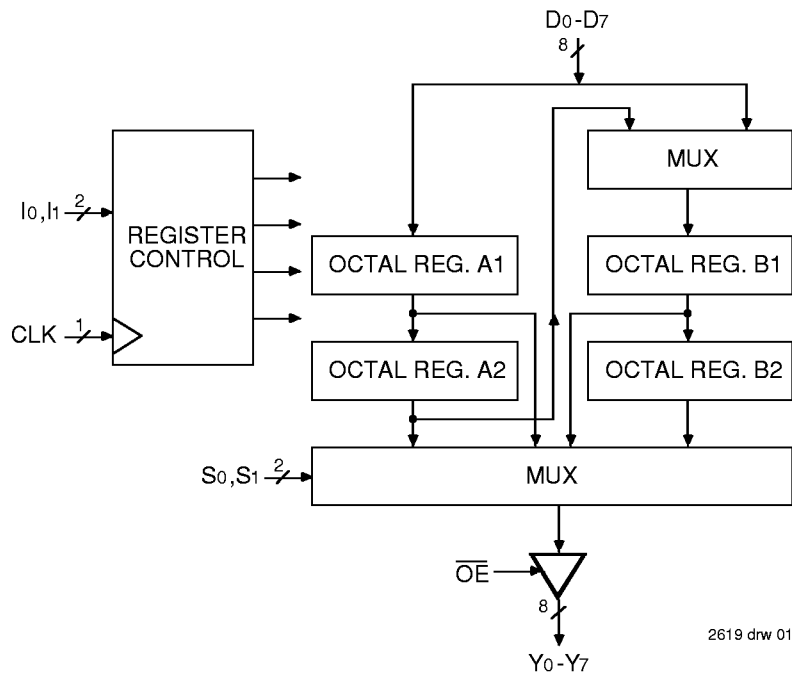 D0-D7
8
MUX
I0,I1
2
REGISTER
CONTROL
OCTAL REG. A1
OCTAL REG. B1
CLK
1
OCTAL REG. A2
OCTAL REG. B2
S0,S1
2
MUX
OE
8
2619 drw 01
Y0-Y7